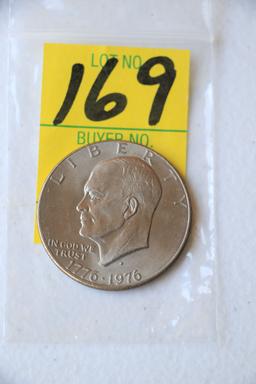 LOT NO.
169
BUYER NO.
LIBERTY
IN GOD WE
TRUST
1776·1976